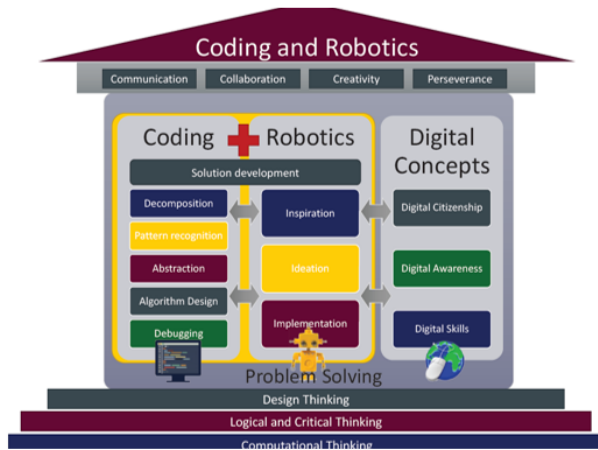 Coding and Robotics
Communication
Collaboration
Creativity
Perseverance
Coding
Robotics
Solution development
Decomposition
Pattern recognition
Abstraction
Algorithm Design
Debugging
Inspiration
Ideation
Implementation
Digital
Concepts
Digital Citizenship
Digital Awareness
Digital Skills
Problem Solving
Design Thinking
Logical and Critical Thinking
Computational Thinking